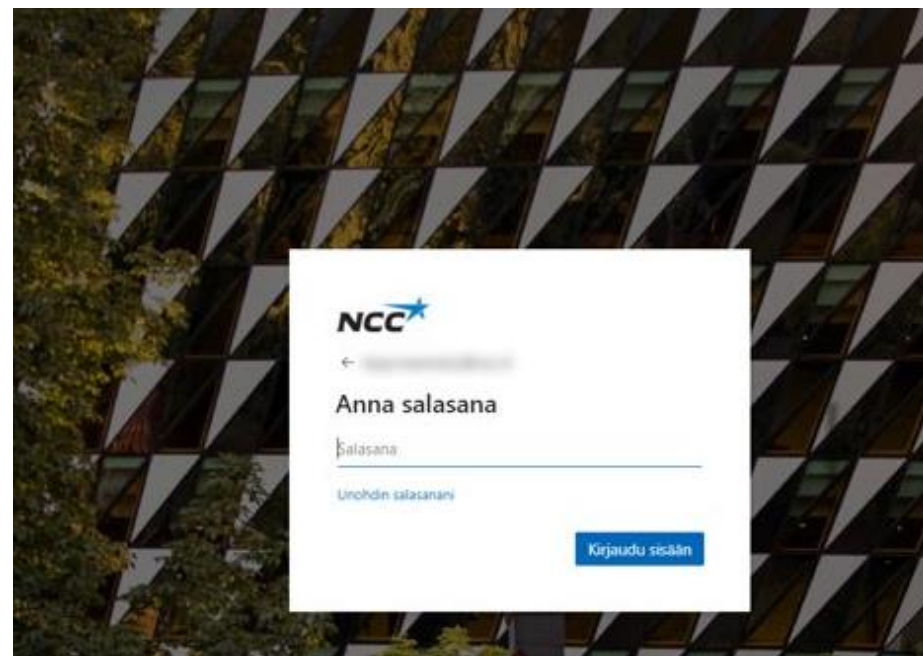 NCC
←
Anna salasana
Salasana
Unohdin salasanani
Kirjaudu sisään